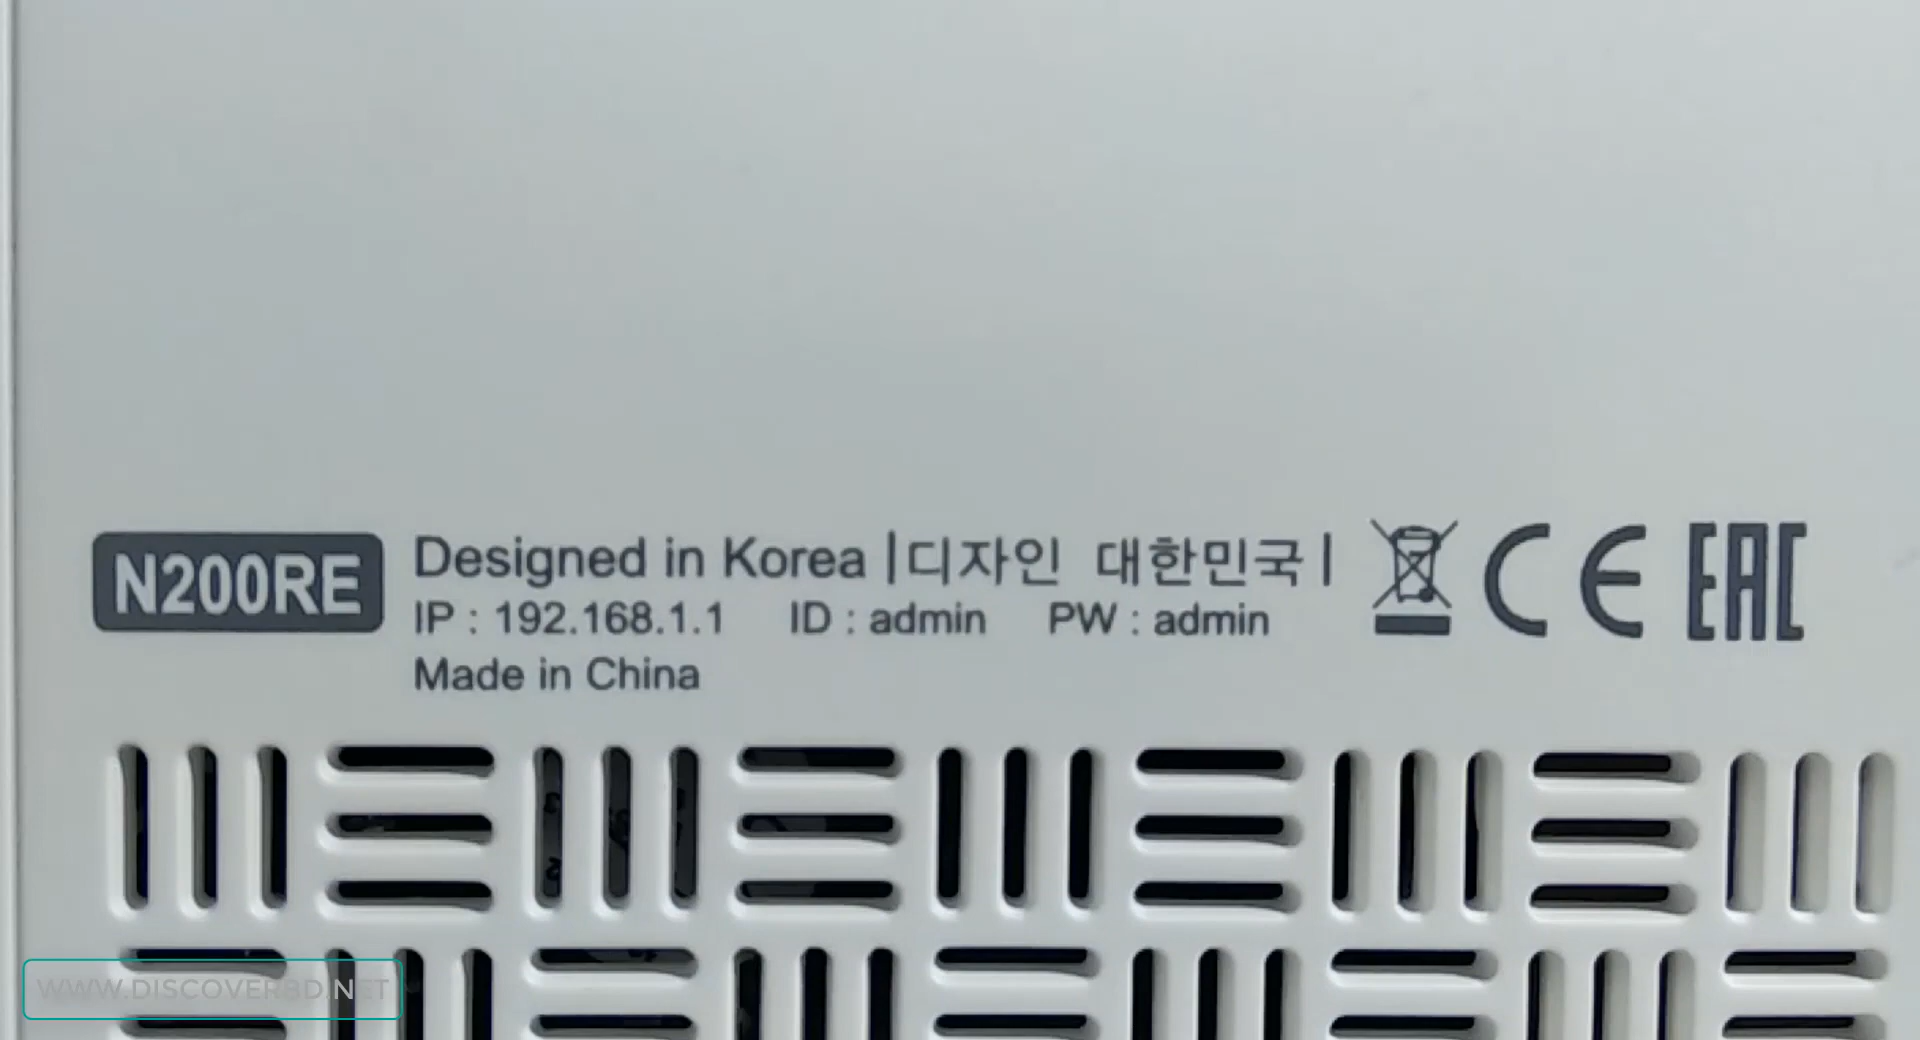 N200RE
Designed in Korea |디자인 대한민국|
IP : 192.168.1.1 ID : admin PW : admin
Made in China
CE EAC
WWW.DISCOVERBD.NET